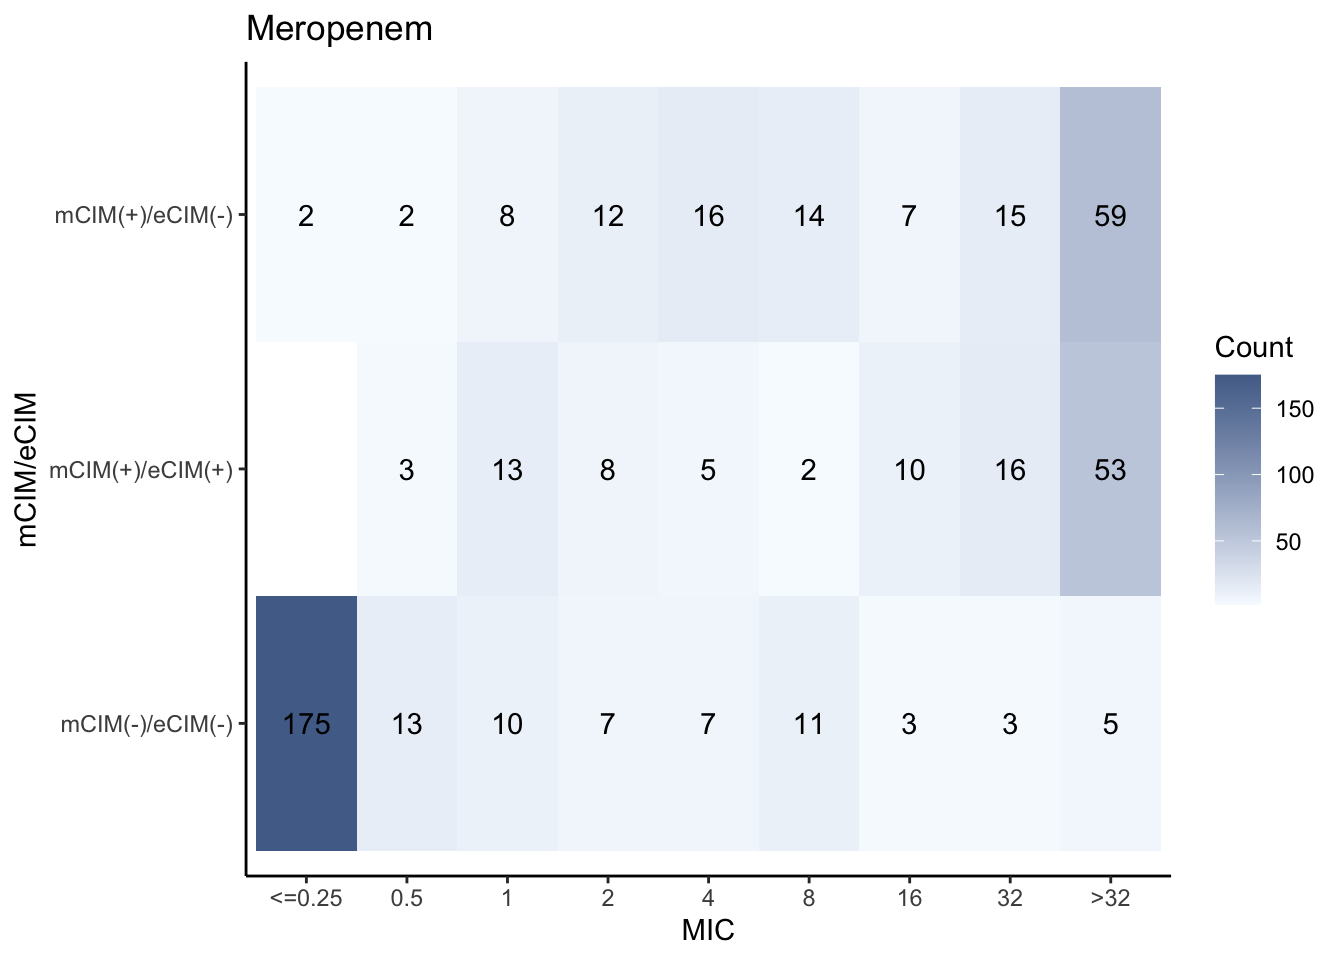 Meropenem
mCIM/eCIM
mCIM(+)/eCIM(-)
2 2 8 12 16 14 7 15 59
mCIM(+)/eCIM(+)
3 13 8 5 2 10 16 53
mCIM(-)/eCIM(-)
175 13 10 7 7 11 3 3 5
<=0.25 0.5 1 2 4 8 16 32 >32
MIC
Count
150
100
50